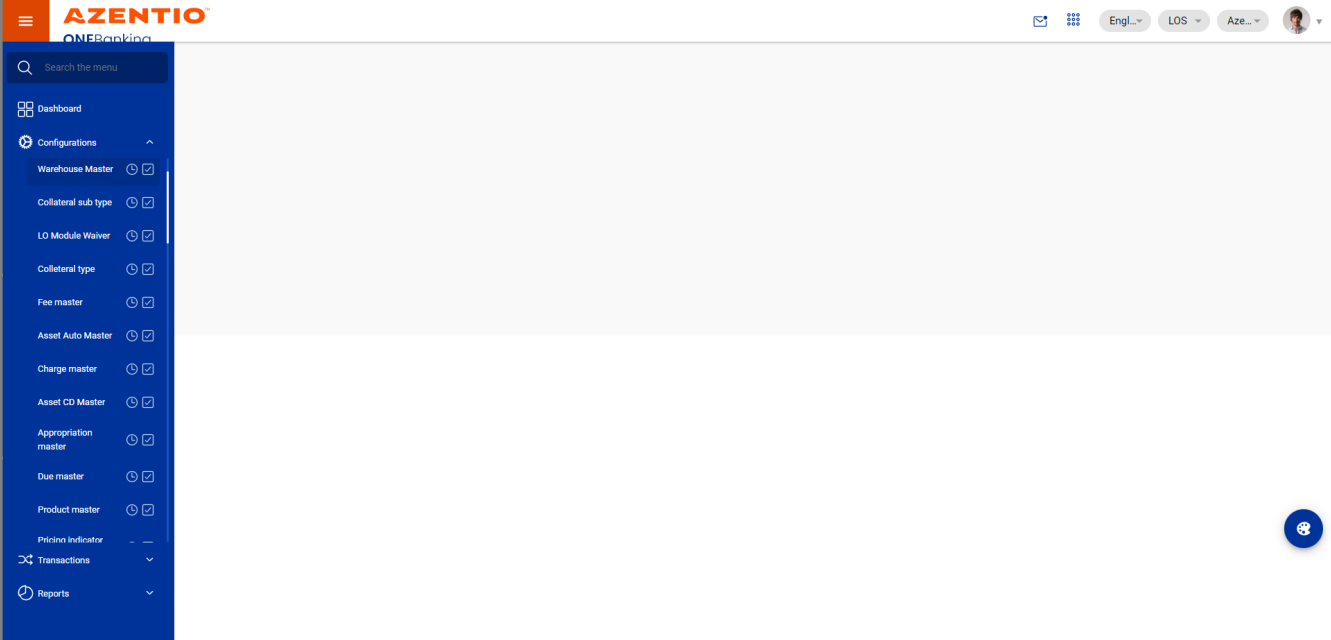 AZENTIO
ONEBanking
Engl...
LOS
Aze...
Search the menu
Dashboard
Configurations
Warehouse Master
Collateral sub type
LO Module Waiver
Colleteral type
Fee master
Asset Auto Master
Charge master
Asset CD Master
Appropriation
master
Due master
Product master
Pricing indicator
Transactions
Reports